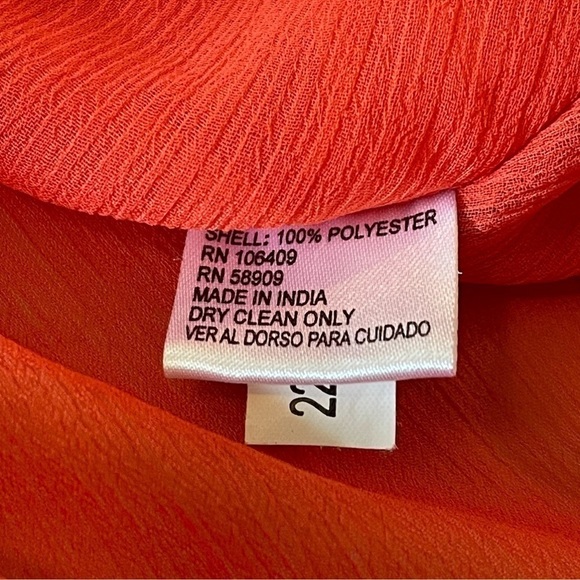 SHELL: 100% POLYESTER
RN 106409
RN 58909
MADE IN INDIA
DRY CLEAN ONLY
VER AL DORSO PARA CUIDADO
22